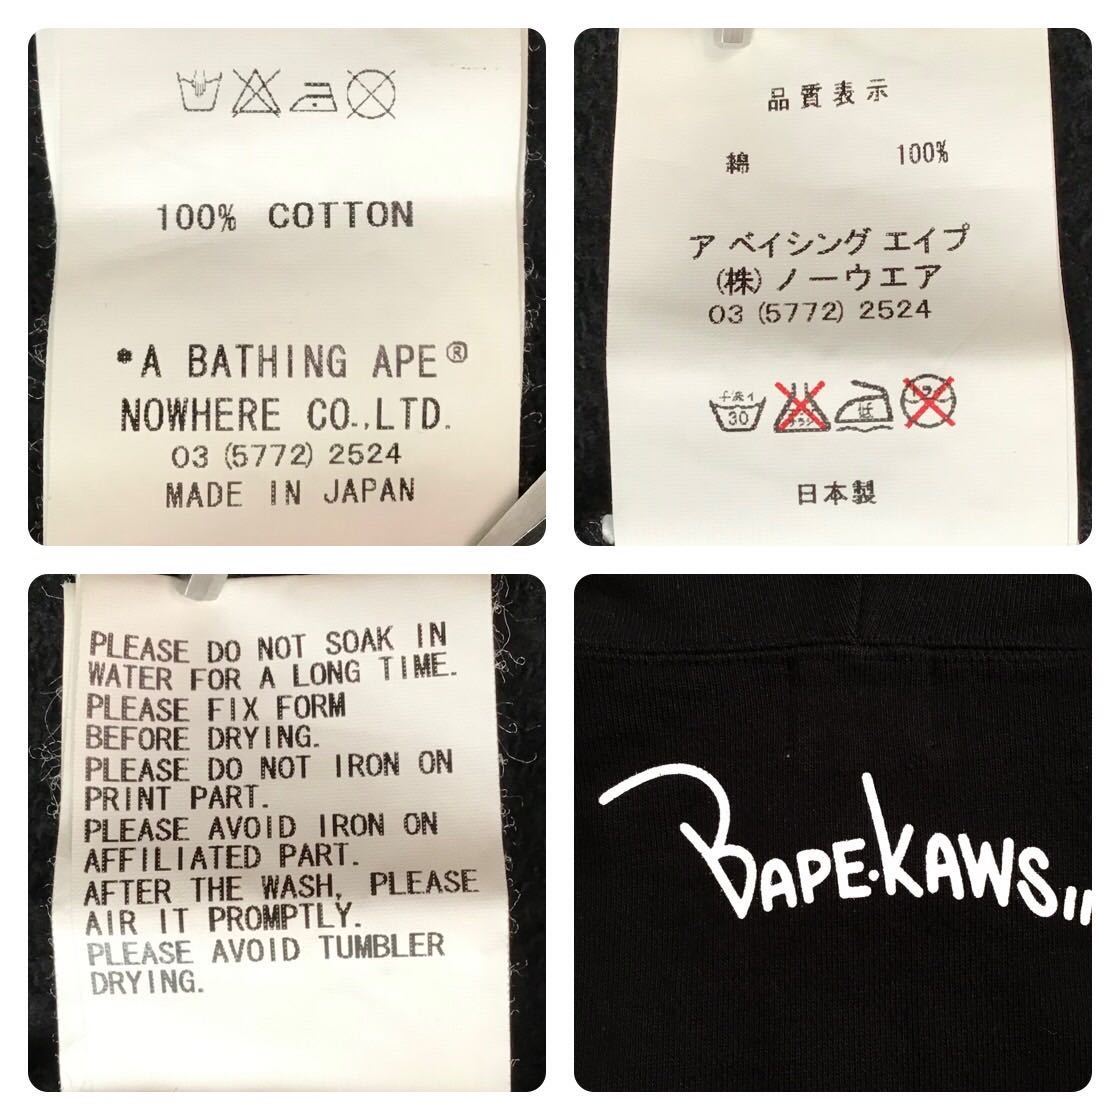 100% COTTON
*A BATHING APE®
NOWHERE CO.,LTD.
03 (5772) 2524
MADE IN JAPAN
品質表示
綿 100%
ア ベイシング エイプ
(株) ノーウエア
03 (5772) 2524
手洗イ
30
低
日本製
PLEASE DO NOT SOAK IN
WATER FOR A LONG TIME.
PLEASE FIX FORM
BEFORE DRYING.
PLEASE DO NOT IRON ON
PRINT PART.
PLEASE AVOID IRON ON
AFFILIATED PART.
AFTER THE WASH, PLEASE
AIR IT PROMPTLY.
PLEASE AVOID TUMBLER
DRYING.
BAPE·KAWS